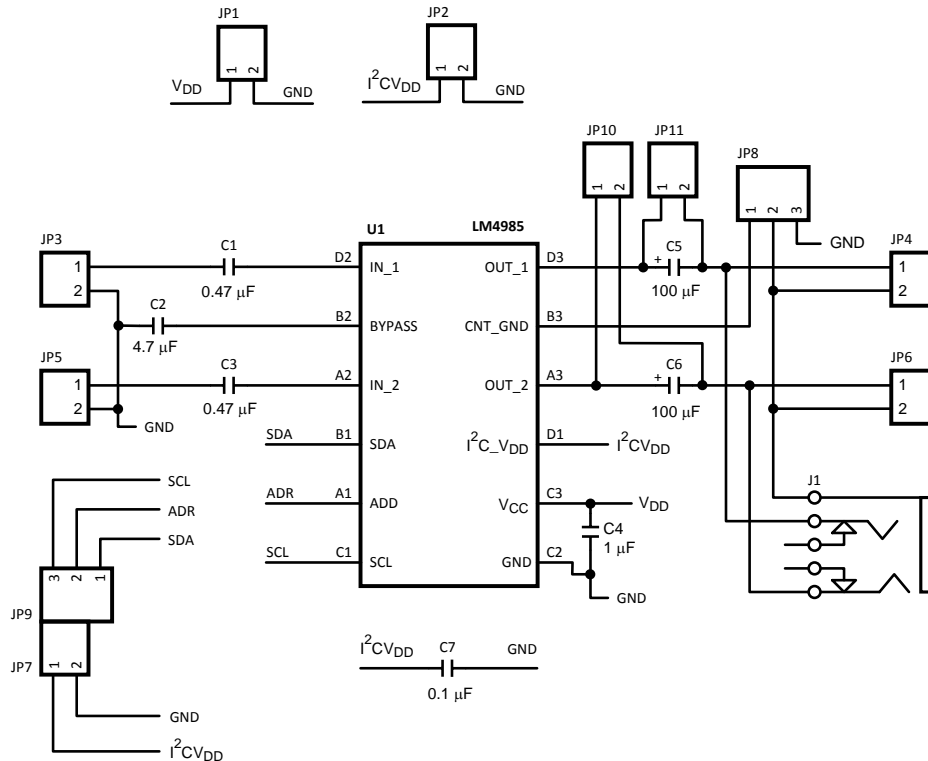 JP1
1 2
VDD
GND
JP2
1 2
I2CVDD
GND
JP10
1 2
JP11
1 2
JP8
1 2 3
GND
JP3
1
2
C1
0.47 µF
C2
4.7 µF
JP5
1
2
C3
0.47 µF
GND
U1
LM4985
D2
IN_1
B2
BYPASS
A2
IN_2
SDA
B1
SDA
ADR
A1
ADD
SCL
C1
SCL
OUT_1
D3
CNT_GND
B3
OUT_2
A3
I2C_VDD
D1
I2CVDD
VCC
C3
VDD
GND
C2
C4
1 µF
GND
+
C5
100 µF
+
C6
100 µF
JP4
1
2
JP6
1
2
J1
SCL
ADR
SDA
3 2 1
JP9
JP7
1 2
GND
I2CVDD
I2CVDD
C7
GND
0.1 µF